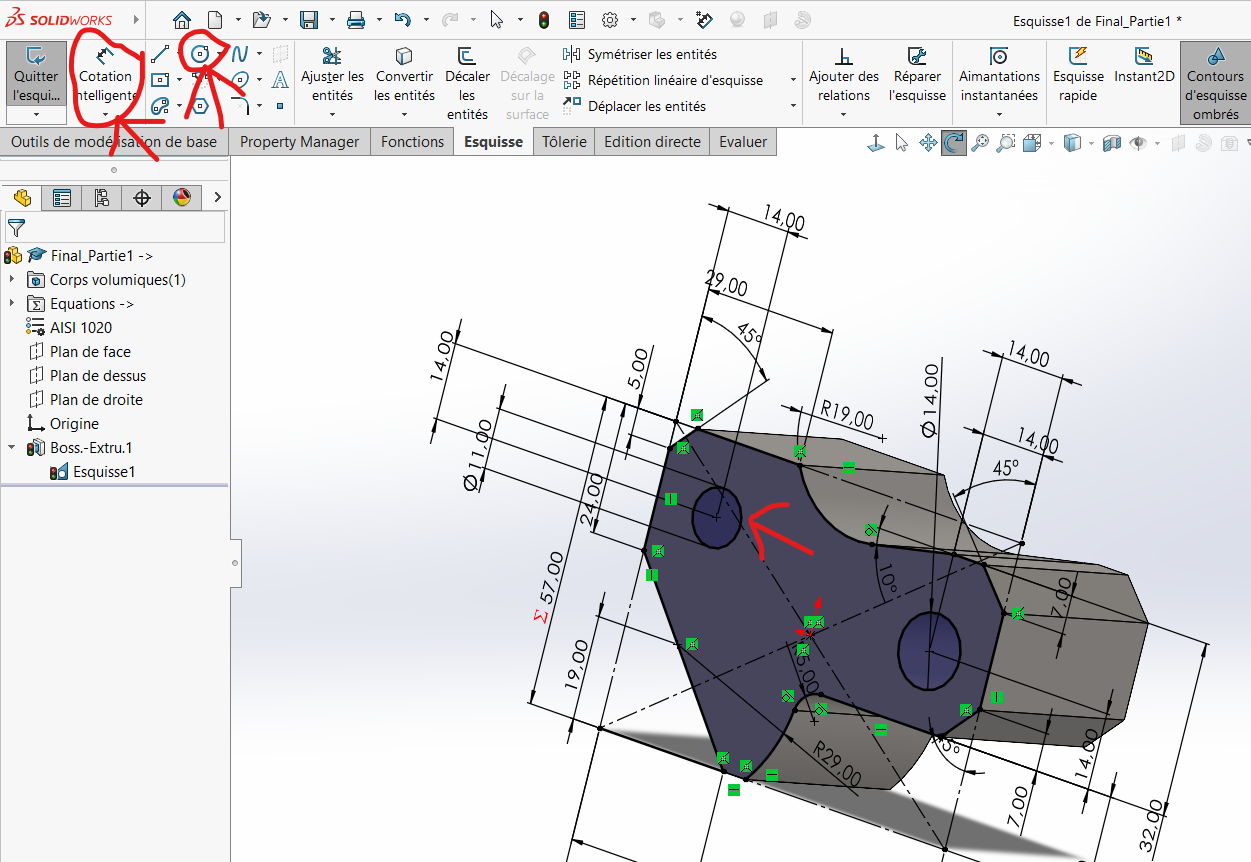 SOLIDWORKS
Esquisse1 de Final_Partie1 *
Quitter
l'esqui...
Cotation
intelligente
Ajuster les
entités
Convertir
les entités
Décaler
les
entités
Décalage
sur la
surface
Symétriser les entités
Répétition linéaire d'esquisse
Déplacer les entités
Ajouter des
relations
Réparer
l'esquisse
Aimantations
instantanées
Esquisse
rapide
Instant2D
Contours
d'esquisse
ombrés
Outils de modélisation de base
Property Manager
Fonctions
Esquisse
Tôlerie
Edition directe
Evaluer
Final_Partie1 ->
Corps volumiques(1)
Equations ->
AISI 1020
Plan de face
Plan de dessus
Plan de droite
Origine
Boss.-Extru.1
Esquisse1
14,00
29,00
45°
14,00
5,00
14,00
R19,00
Ø14,00
14,00
Ø11,00
45°
24,00
10°
Σ 57,00
7,00
19,00
R29,00
14,00
7,00
32,00